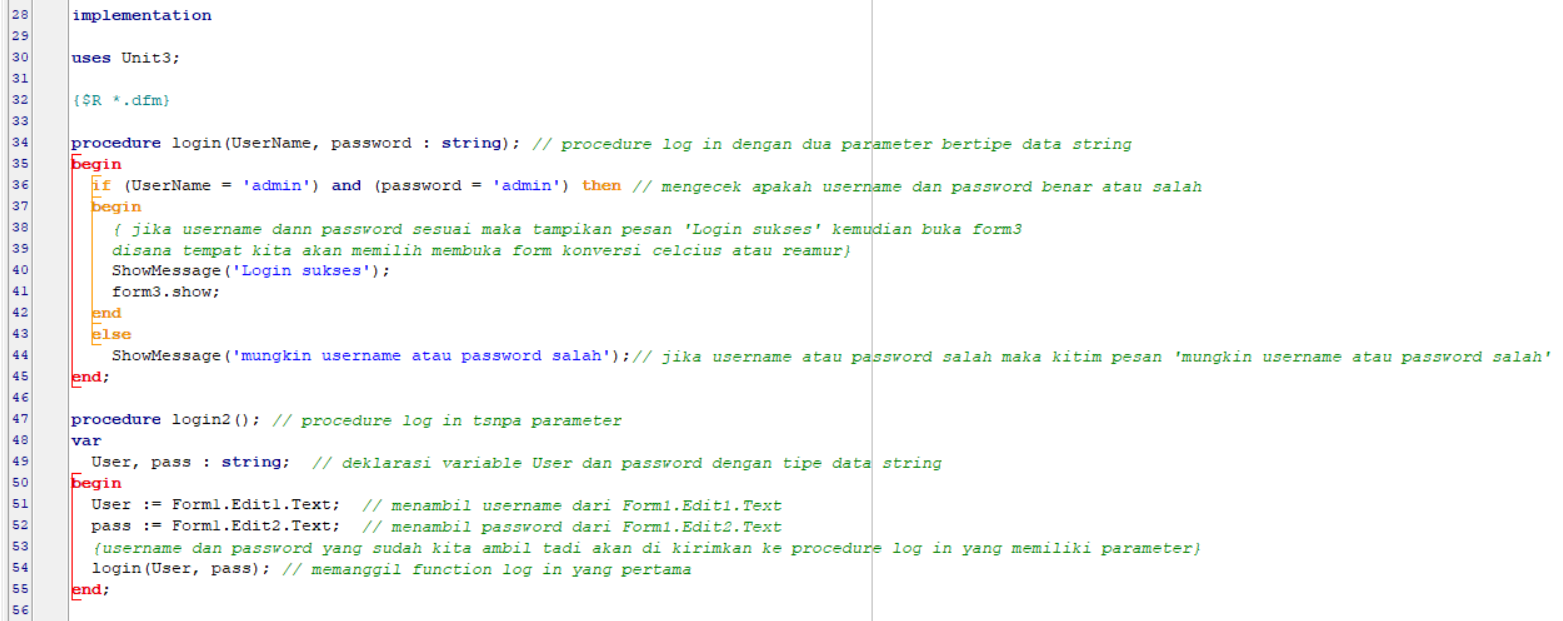 28 implementation
29
30 uses Unit3;
31
32 {$R *.dfm}
33
34 procedure login(UserName, password : string); // procedure log in dengan dua parameter bertipe data string
35 begin
36 if (UserName = 'admin') and (password = 'admin') then // mengecek apakah username dan password benar atau salah
37 begin
38 { jika username dann password sesuai maka tampikan pesan 'Login sukses' kemudian buka form3
39 disana tempat kita akan memilih membuka form konversi celcius atau reamur}
40 ShowMessage('Login sukses');
41 form3.show;
42 end
43 else
44 ShowMessage('mungkin username atau password salah');// jika username atau password salah maka kitim pesan 'mungkin username atau password salah'
45 end;
46
47 procedure login2(); // procedure log in tsnpa parameter
48 var
49 User, pass : string; // deklarasi variable User dan password dengan tipe data string
50 begin
51 User := Form1.Edit1.Text; // menambil username dari Form1.Edit1.Text
52 pass := Form1.Edit2.Text; // menambil password dari Form1.Edit2.Text
53 {username dan password yang sudah kita ambil tadi akan di kirimkan ke procedure log in yang memiliki parameter}
54 login(User, pass); // memanggil function log in yang pertama
55 end;
56